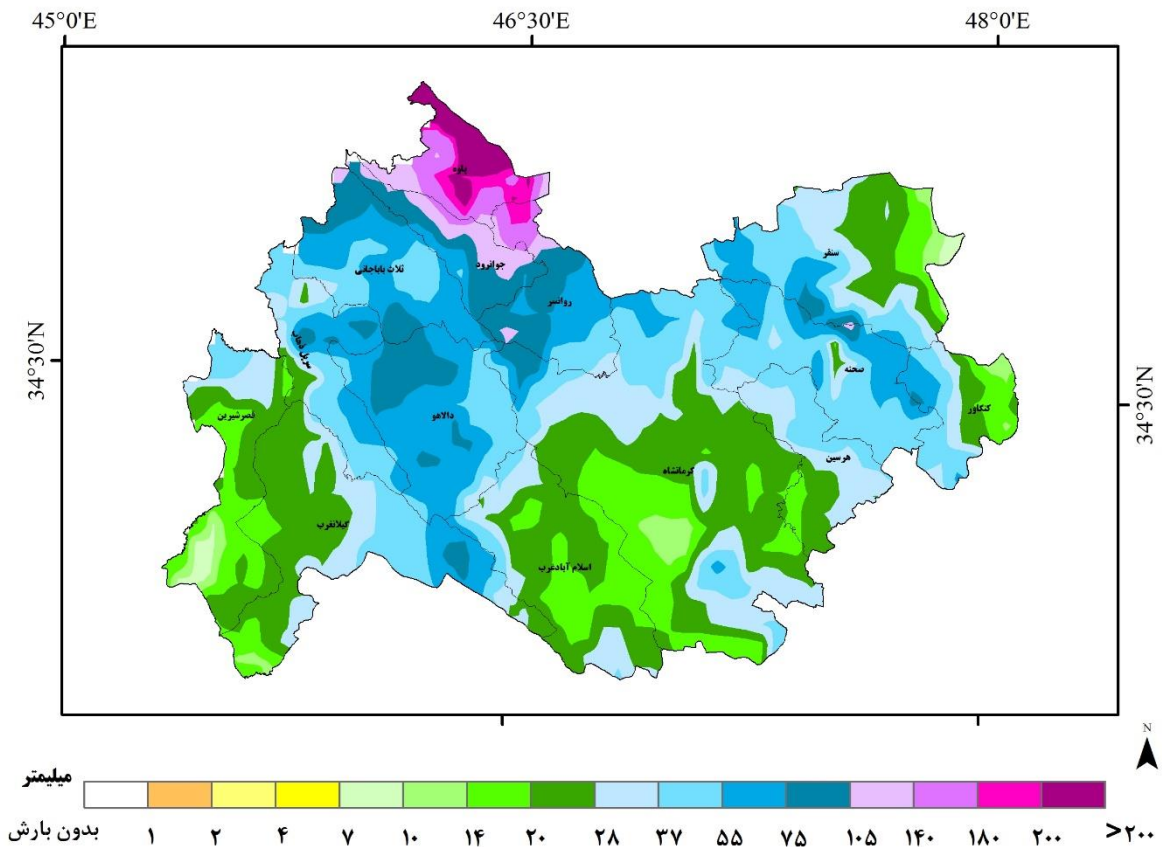 45°0'E 46°30'E 48°0'E
پاوه
سنقر
جوانرود
ثلاث باباجانی
روانسر
34°30'N
سرپل ذهاب
صحنه
34°30'N
قصرشیرین
دالاهو
کنگاور
هرسین
کرمانشاه
گیلانغرب
اسلام آبادغرب
N
میلیمتر
بدون بارش ۱ ۲ ۴ ۷ ۱۰ ۱۴ ۲۰ ۲۸ ۳۷ ۵۵ ۷۵ ۱۰۵ ۱۴۰ ۱۸۰ ۲۰۰ >۲۰۰